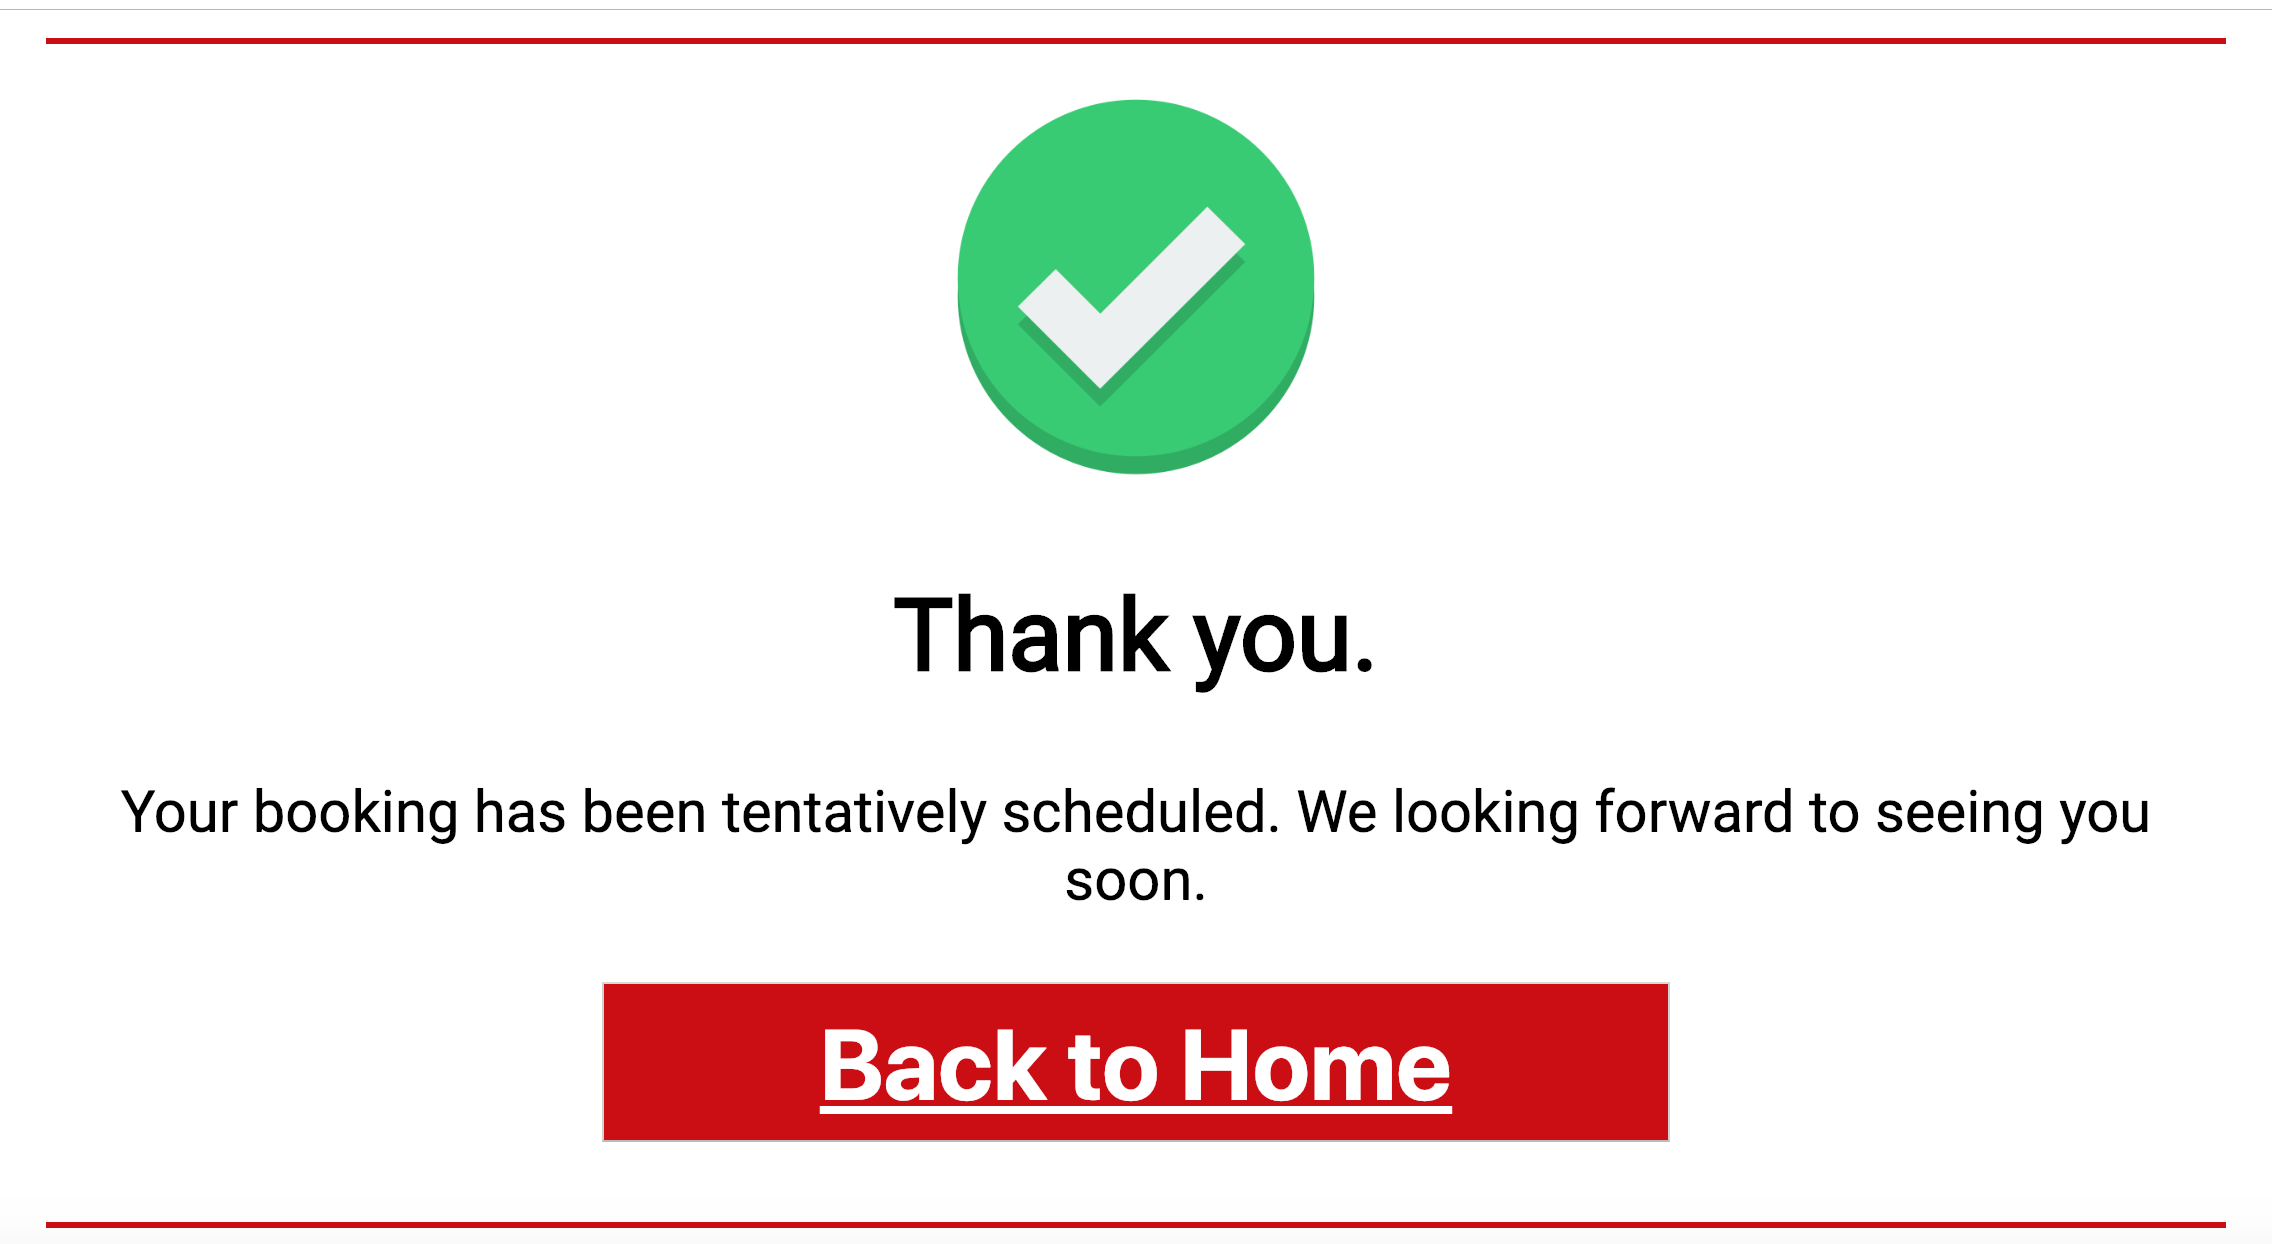 Thank you.
Your booking has been tentatively scheduled. We looking forward to seeing you
soon.
Back to Home